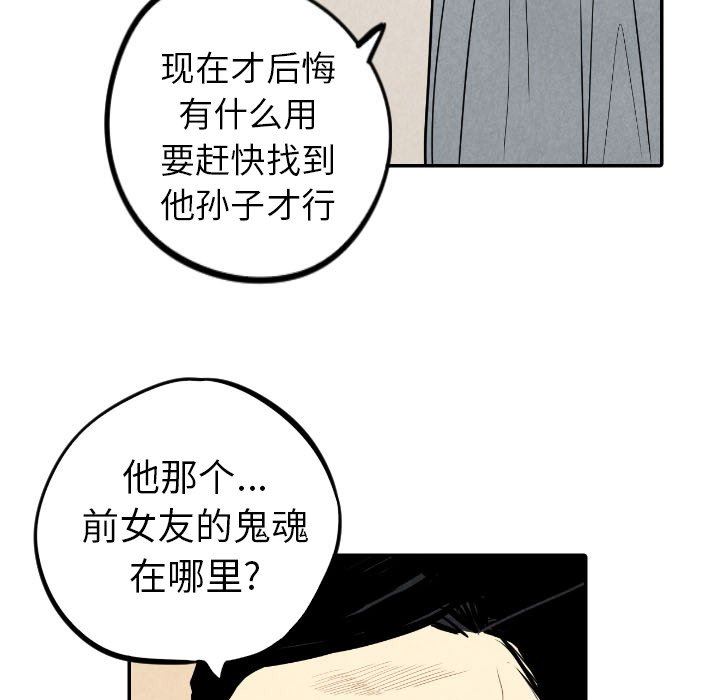 现在才后悔
有什么用
要赶快找到
他孙子才行
他那个...
前女友的鬼魂
在哪里?